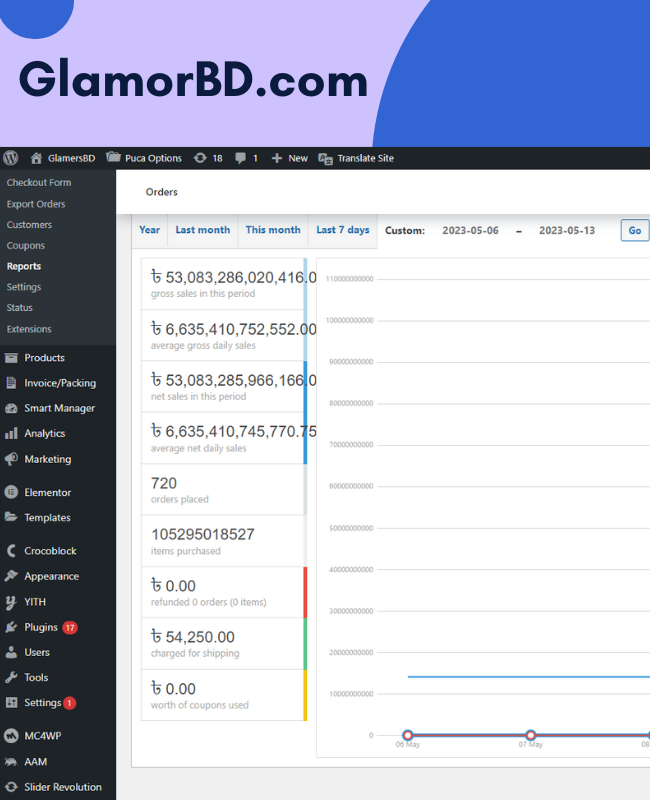 GlamorBD.com
GlamersBD Puca Options 18 1 New Translate Site
Checkout Form
Export Orders
Customers
Coupons
Reports
Settings
Status
Extensions
Products
Invoice/Packing
Smart Manager
Analytics
Marketing
Elementor
Templates
Crocoblock
Appearance
YITH
Plugins 17
Users
Tools
Settings 1
MC4WP
AAM
Slider Revolution
Orders
Year Last month This month Last 7 days Custom: 2023-05-06 – 2023-05-13 Go
৳ 53,083,286,020,416.0
gross sales in this period
৳ 6,635,410,752,552.00
average gross daily sales
৳ 53,083,285,966,166.0
net sales in this period
৳ 6,635,410,745,770.75
average net daily sales
720
orders placed
105295018527
items purchased
৳ 0.00
refunded 0 orders (0 items)
৳ 54,250.00
charged for shipping
৳ 0.00
worth of coupons used
110000000000
100000000000
90000000000
80000000000
70000000000
60000000000
50000000000
40000000000
30000000000
20000000000
10000000000
0
06 May 07 May 08